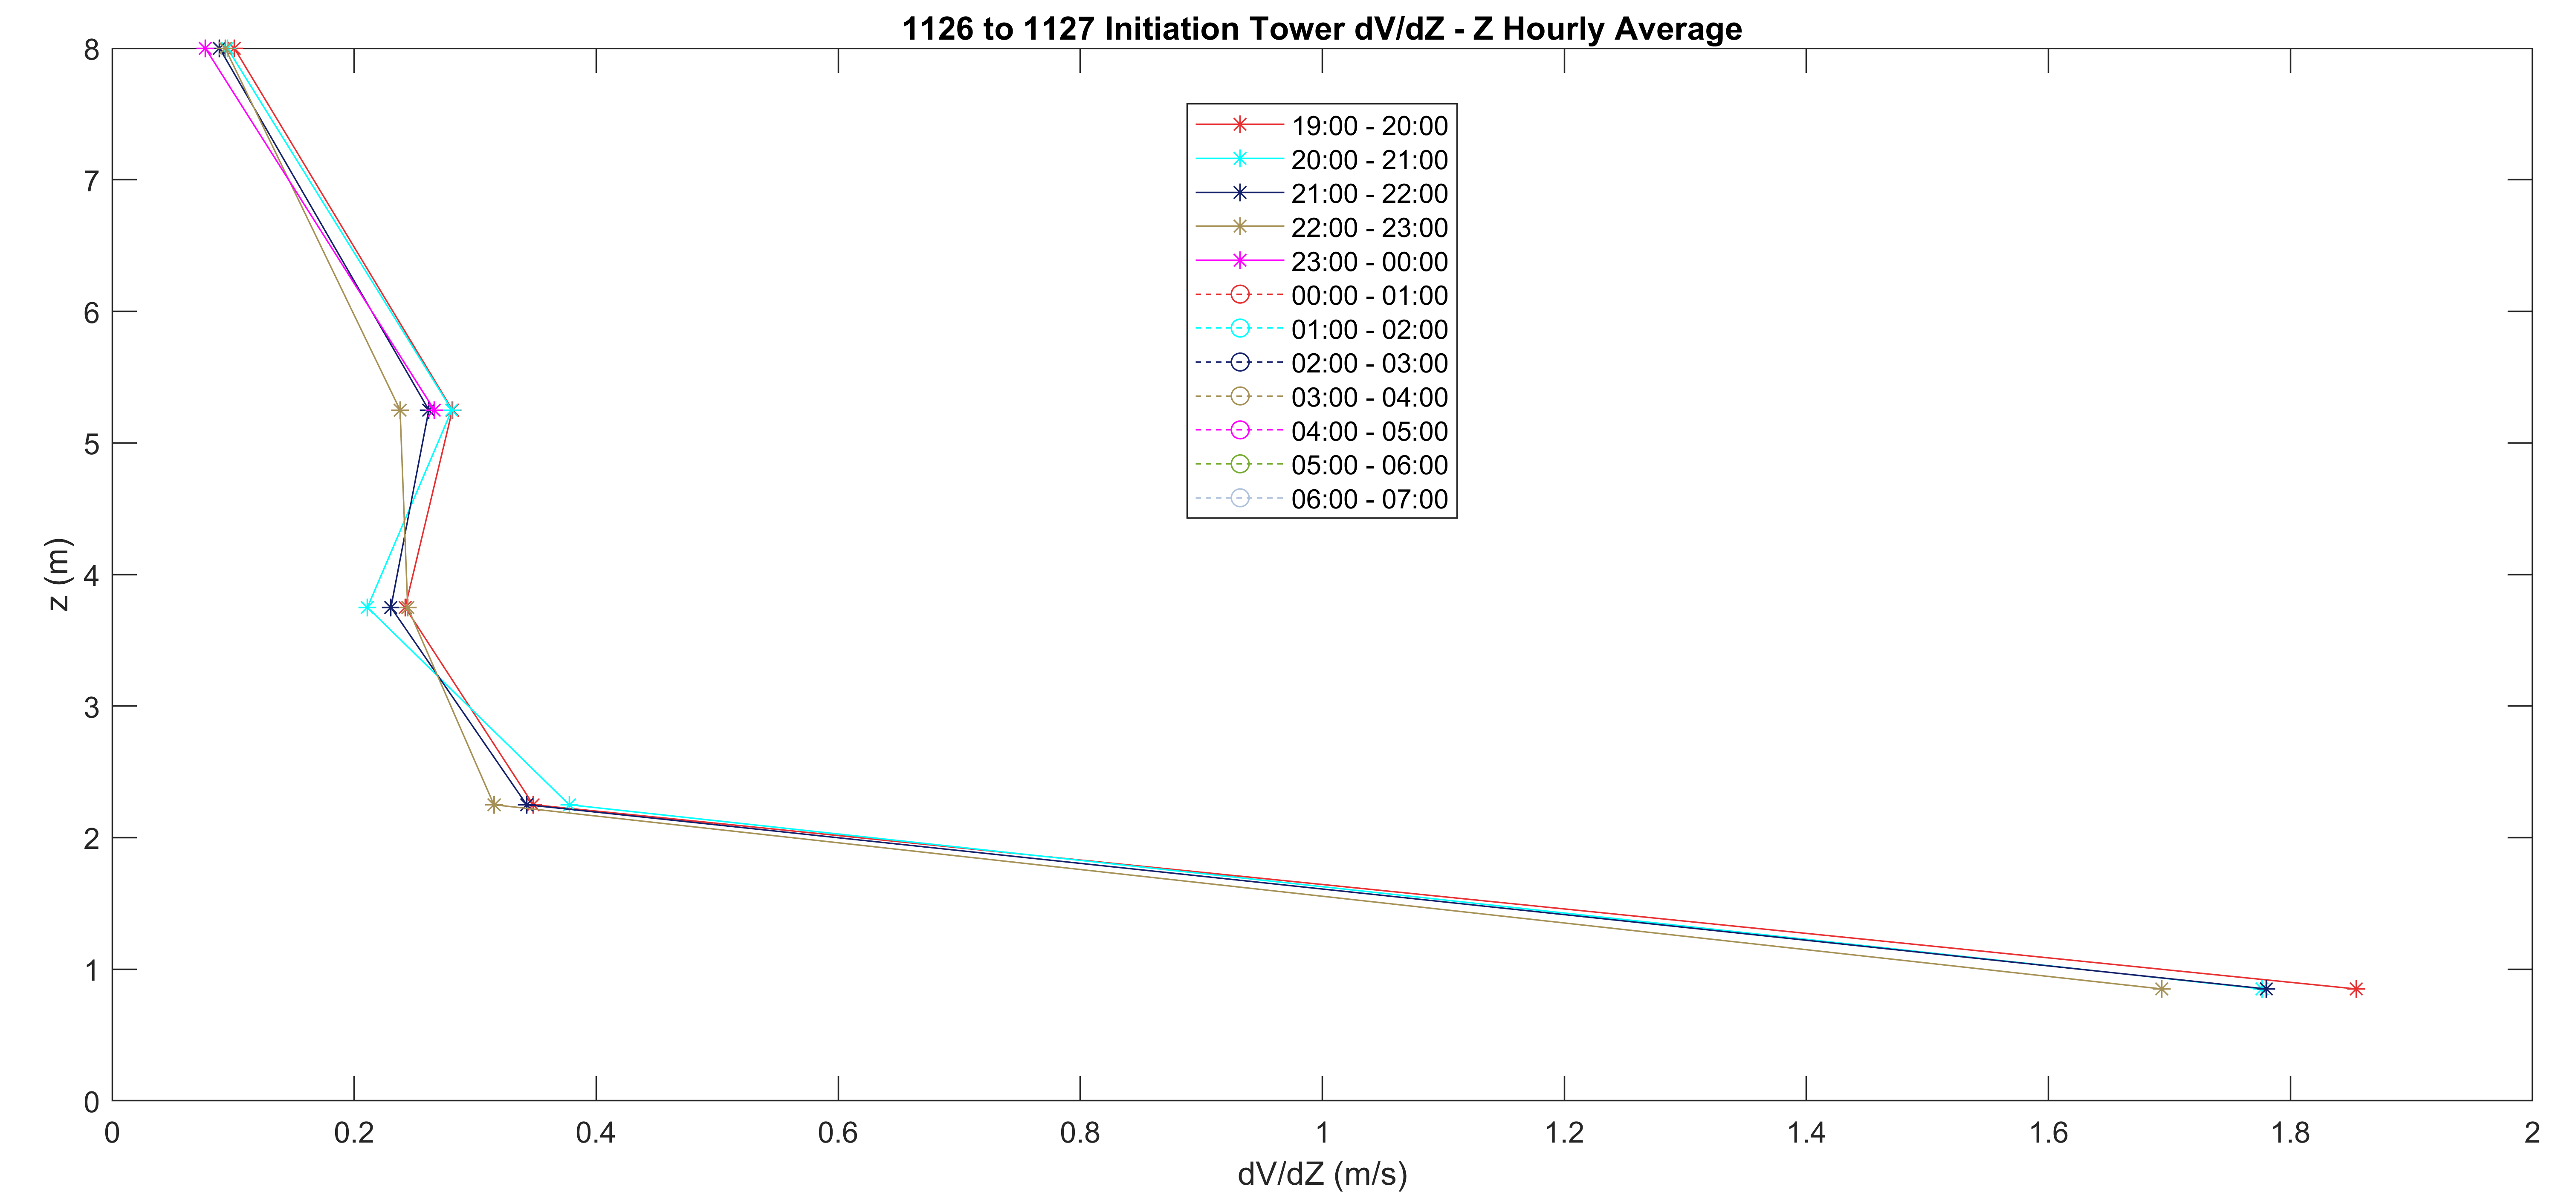 1126 to 1127 Initiation Tower dV/dZ - Z Hourly Average
8
7
6
5
4
3
2
1
0
z (m)
19:00 - 20:00
20:00 - 21:00
21:00 - 22:00
22:00 - 23:00
23:00 - 00:00
00:00 - 01:00
01:00 - 02:00
02:00 - 03:00
03:00 - 04:00
04:00 - 05:00
05:00 - 06:00
06:00 - 07:00
0 0.2 0.4 0.6 0.8 1 1.2 1.4 1.6 1.8 2
dV/dZ (m/s)